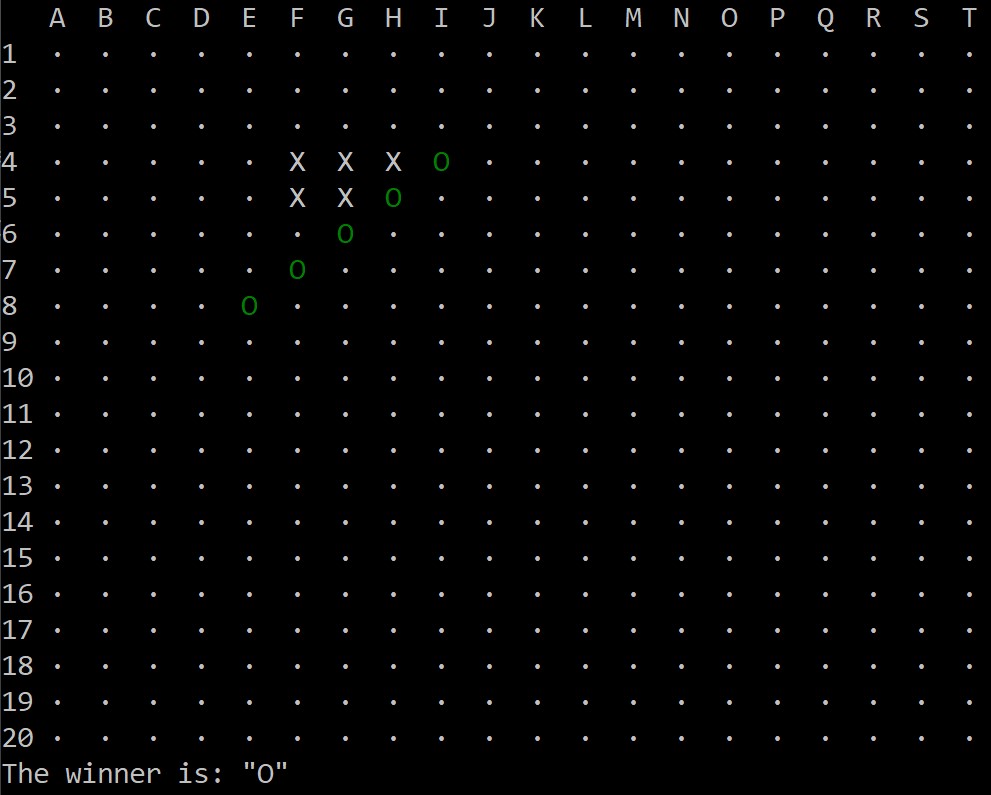 A B C D E F G H I J K L M N O P Q R S T
1 · · · · · · · · · · · · · · · · · · · ·
2 · · · · · · · · · · · · · · · · · · · ·
3 · · · · · · · · · · · · · · · · · · · ·
4 · · · · · X X X O · · · · · · · · · · ·
5 · · · · · X X O · · · · · · · · · · · ·
6 · · · · · · O · · · · · · · · · · · · ·
7 · · · · · O · · · · · · · · · · · · · ·
8 · · · · O · · · · · · · · · · · · · · ·
9 · · · · · · · · · · · · · · · · · · · ·
10 · · · · · · · · · · · · · · · · · · · ·
11 · · · · · · · · · · · · · · · · · · · ·
12 · · · · · · · · · · · · · · · · · · · ·
13 · · · · · · · · · · · · · · · · · · · ·
14 · · · · · · · · · · · · · · · · · · · ·
15 · · · · · · · · · · · · · · · · · · · ·
16 · · · · · · · · · · · · · · · · · · · ·
17 · · · · · · · · · · · · · · · · · · · ·
18 · · · · · · · · · · · · · · · · · · · ·
19 · · · · · · · · · · · · · · · · · · · ·
20 · · · · · · · · · · · · · · · · · · · ·
The winner is: "O"